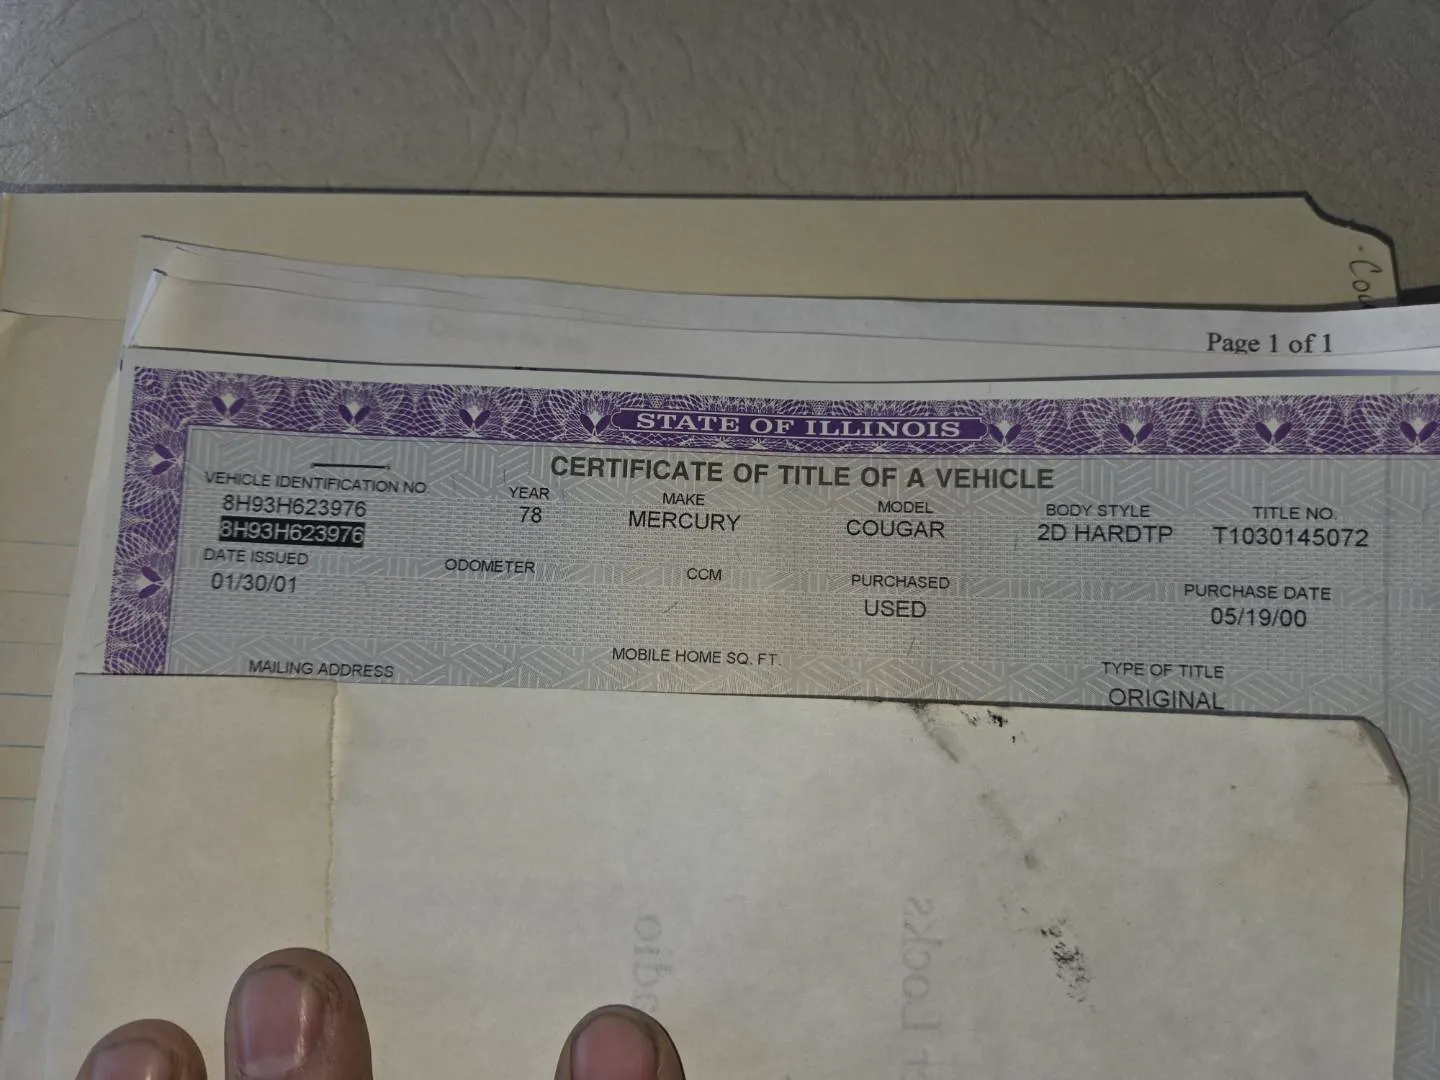 Page 1 of 1
STATE OF ILLINOIS
CERTIFICATE OF TITLE OF A VEHICLE
VEHICLE IDENTIFICATION NO YEAR MAKE MODEL BODY STYLE TITLE NO.
8H93H623976 78 MERCURY COUGAR 2D HARDTP T1030145072
8H93H623976
DATE ISSUED ODOMETER CCM PURCHASED PURCHASE DATE
01/30/01 USED 05/19/00
MAILING ADDRESS MOBILE HOME SQ. FT. TYPE OF TITLE
ORIGINAL